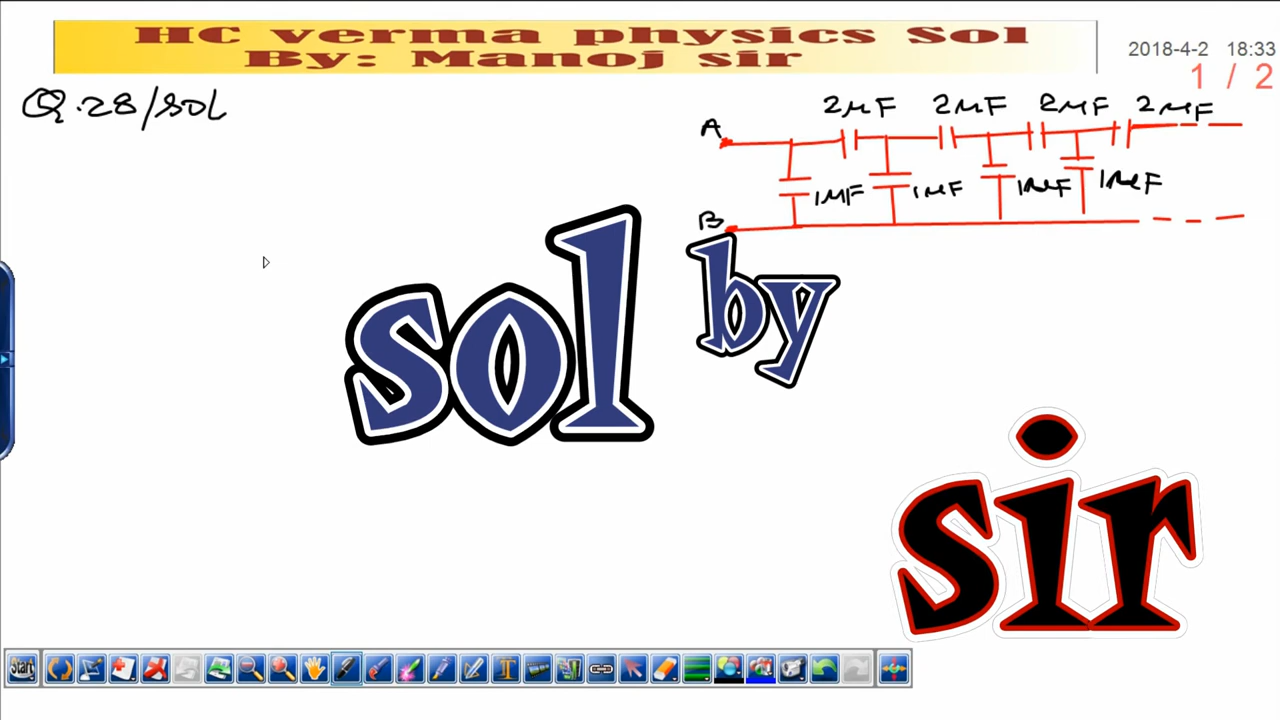 HC verma physics Sol
By: Manoj sir
2018-4-2 18:33
1 / 2
Q.28/SOL
2μF 2μF 2μF 2μF
A
1μF 1μF 1μF 1μF
B
sol by
sir
Start